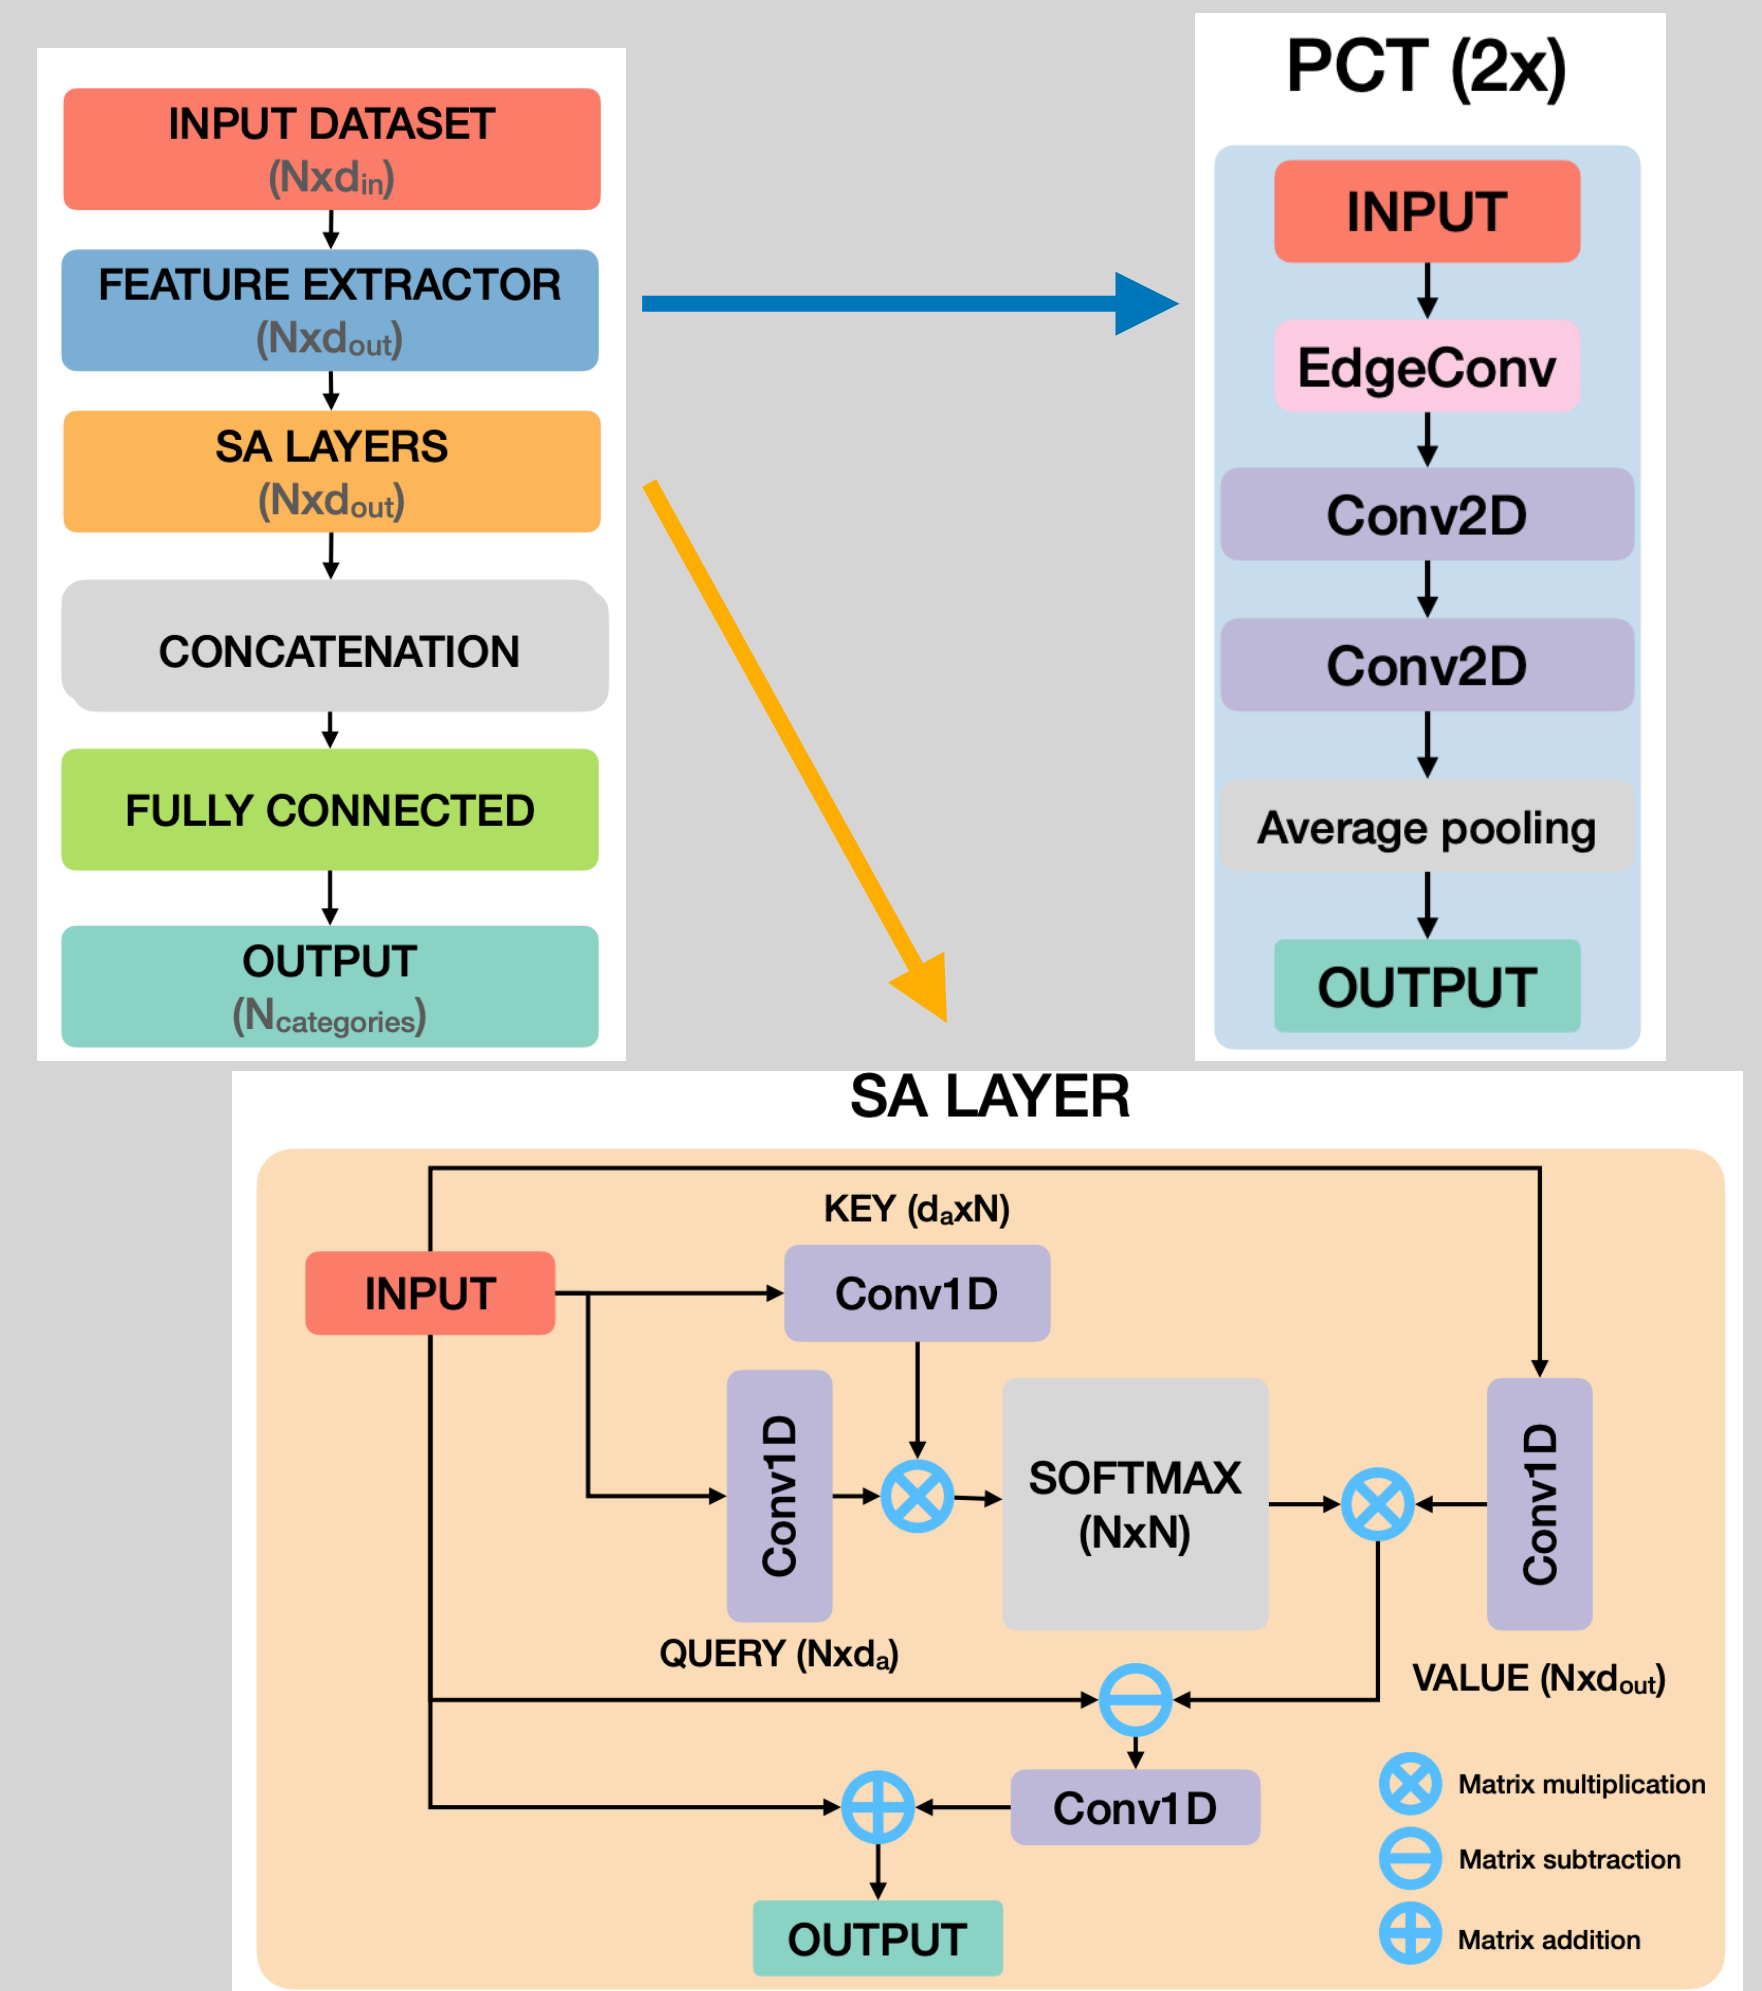 INPUT DATASET
(Nxdin)
FEATURE EXTRACTOR
(Nxdout)
SA LAYERS
(Nxdout)
CONCATENATION
FULLY CONNECTED
OUTPUT
(Ncategories)
PCT (2x)
INPUT
EdgeConv
Conv2D
Conv2D
Average pooling
OUTPUT
SA LAYER
KEY (daxN)
INPUT
Conv1D
Conv1D
SOFTMAX
(NxN)
Conv1D
QUERY (Nxda)
VALUE (Nxdout)
Conv1D
OUTPUT
Matrix multiplication
Matrix subtraction
Matrix addition